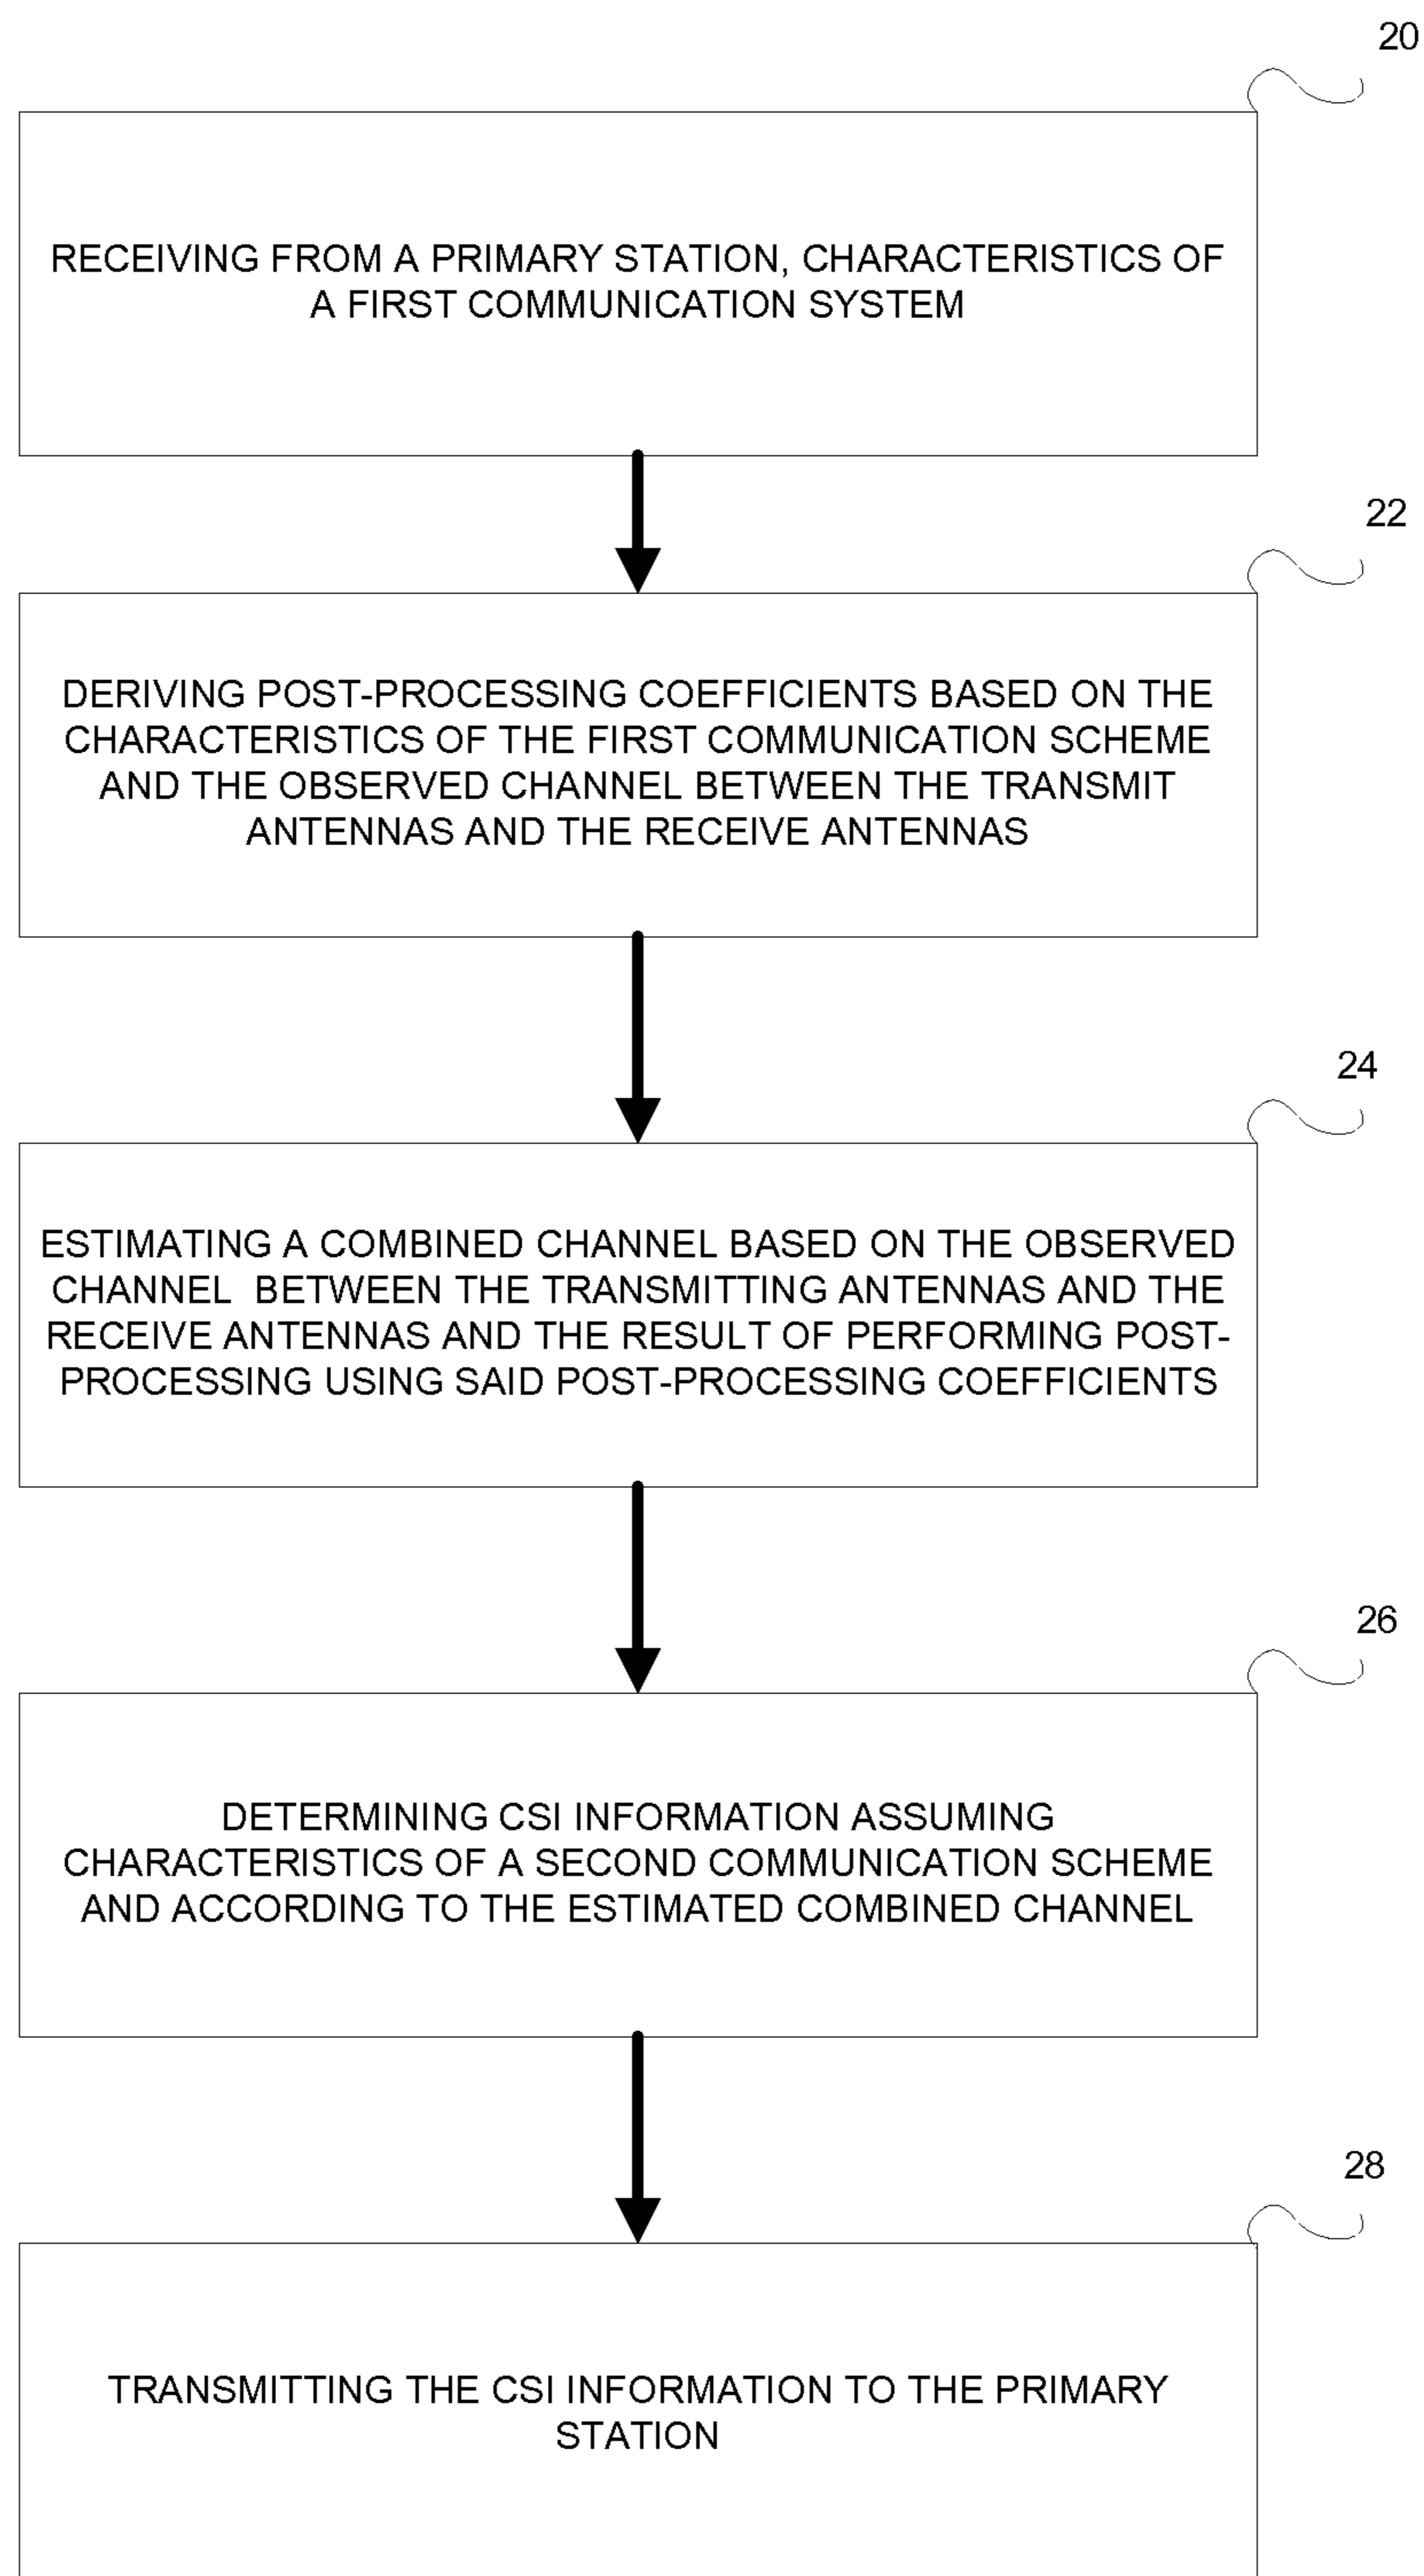 20
RECEIVING FROM A PRIMARY STATION, CHARACTERISTICS OF
A FIRST COMMUNICATION SYSTEM
22
DERIVING POST-PROCESSING COEFFICIENTS BASED ON THE
CHARACTERISTICS OF THE FIRST COMMUNICATION SCHEME
AND THE OBSERVED CHANNEL BETWEEN THE TRANSMIT
ANTENNAS AND THE RECEIVE ANTENNAS
24
ESTIMATING A COMBINED CHANNEL BASED ON THE OBSERVED
CHANNEL BETWEEN THE TRANSMITTING ANTENNAS AND THE
RECEIVE ANTENNAS AND THE RESULT OF PERFORMING POST-
PROCESSING USING SAID POST-PROCESSING COEFFICIENTS
26
DETERMINING CSI INFORMATION ASSUMING
CHARACTERISTICS OF A SECOND COMMUNICATION SCHEME
AND ACCORDING TO THE ESTIMATED COMBINED CHANNEL
28
TRANSMITTING THE CSI INFORMATION TO THE PRIMARY
STATION